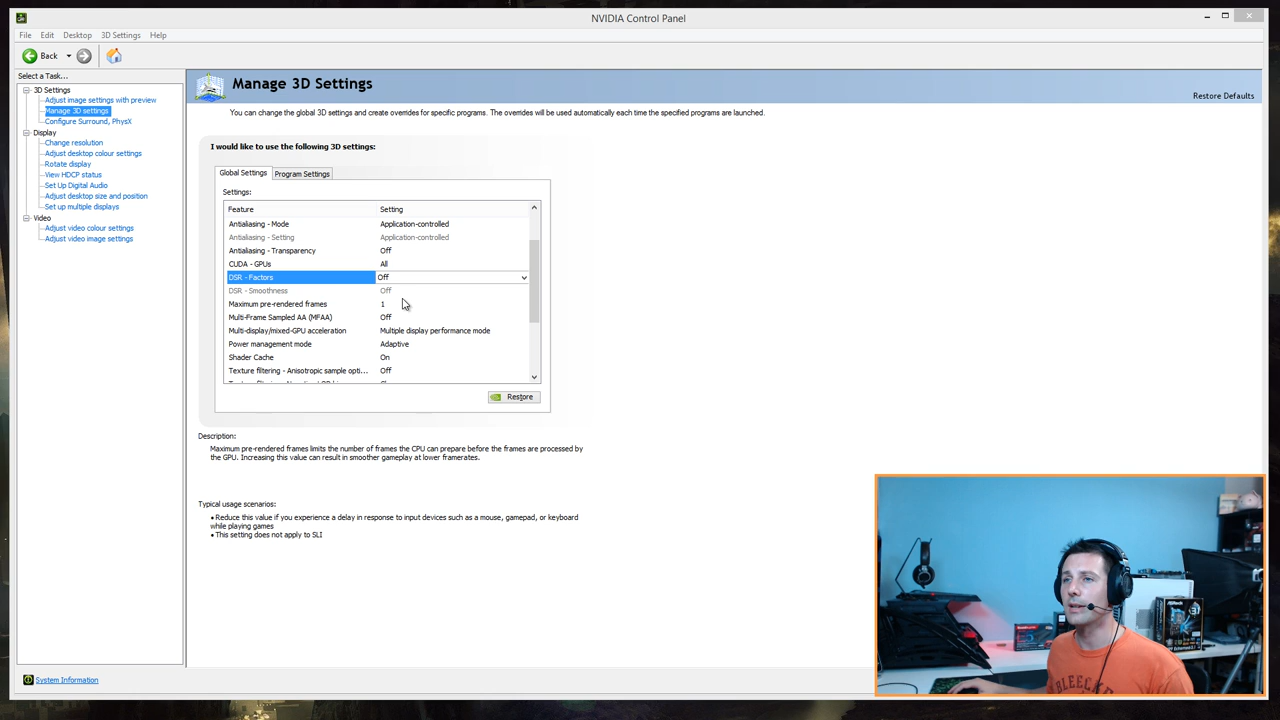 NVIDIA Control Panel
File Edit Desktop 3D Settings Help
Back
Select a Task...
3D Settings
Adjust image settings with preview
Manage 3D settings
Configure Surround, PhysX
Display
Change resolution
Adjust desktop colour settings
Rotate display
View HDCP status
Set Up Digital Audio
Adjust desktop size and position
Set up multiple displays
Video
Adjust video colour settings
Adjust video image settings
System Information
Manage 3D Settings
Restore Defaults
You can change the global 3D settings and create overrides for specific programs. The overrides will be used automatically each time the specified programs are launched.
I would like to use the following 3D settings:
Global Settings Program Settings
Settings:
Feature Setting
Antialiasing - Mode Application-controlled
Antialiasing - Setting Application-controlled
Antialiasing - Transparency Off
CUDA - GPUs All
DSR - Factors Off
DSR - Smoothness Off
Maximum pre-rendered frames 1
Multi-Frame Sampled AA (MFAA) Off
Multi-display/mixed-GPU acceleration Multiple display performance mode
Power management mode Adaptive
Shader Cache On
Texture filtering - Anisotropic sample opti... Off
Restore
Description:
Maximum pre-rendered frames limits the number of frames the CPU can prepare before the frames are processed by
the GPU. Increasing this value can result in smoother gameplay at lower framerates.
Typical usage scenarios:
• Reduce this value if you experience a delay in response to input devices such as a mouse, gamepad, or keyboard
while playing games
• This setting does not apply to SLI